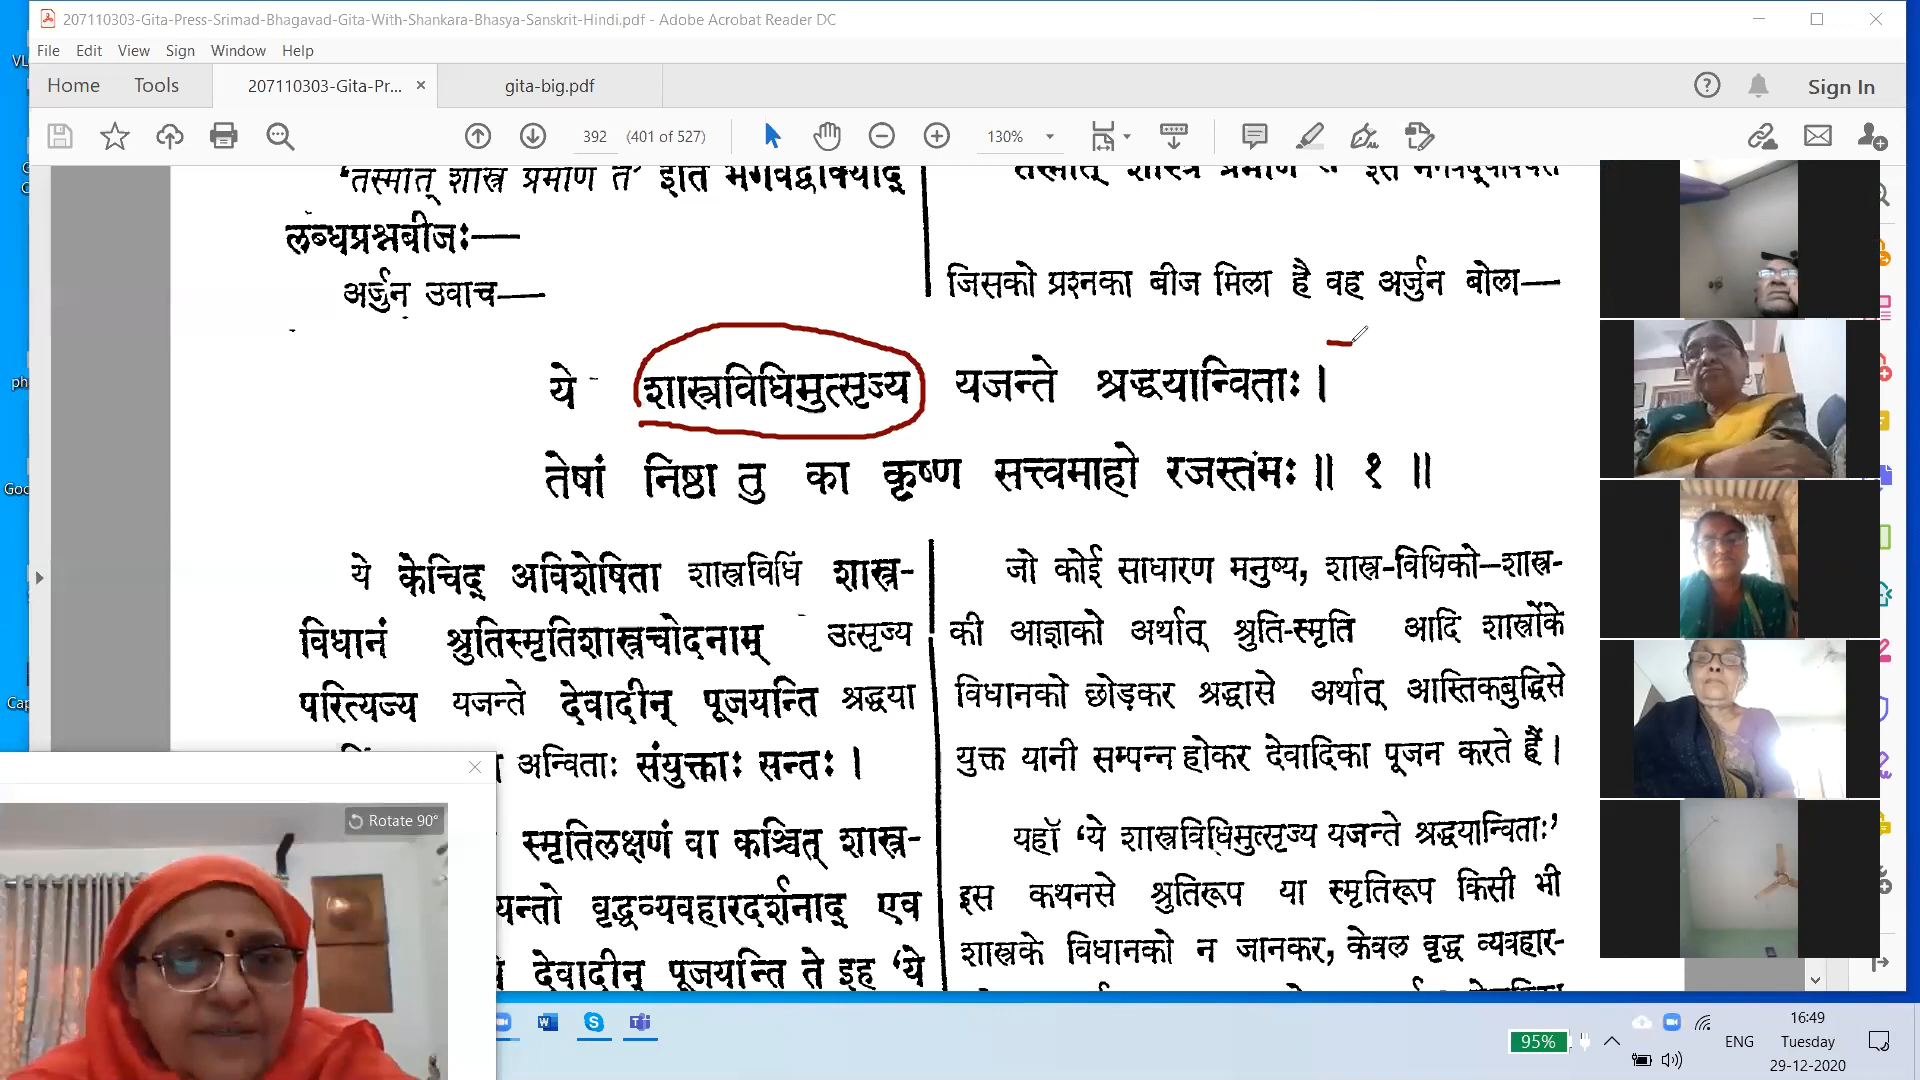 207110303-Gita-Press-Srimad-Bhagavad-Gita-With-Shankara-Bhasya-Sanskrit-Hindi.pdf - Adobe Acrobat Reader DC
File Edit View Sign Window Help
Home Tools 207110303-Gita-Pr... × gita-big.pdf Sign In
392 (401 of 527) 130%
‘तस्मात् शास्त्रं प्रमाणं ते’ इति भगवद्वाक्याद्
लब्धप्रश्नबीजः—
अर्जुन उवाच—
जिसको प्रश्नका बीज मिला है वह अर्जुन बोला—
ये शास्त्रविधिमुत्सृज्य यजन्ते श्रद्धयान्विताः।
तेषां निष्ठा तु का कृष्ण सत्त्वमाहो रजस्तमः॥ १ ॥
ये केचिद् अविशेषिता शास्त्रविधिं शास्त्र-
विधानं श्रुतिस्मृतिशास्त्रचोदनाम् उत्सृज्य
परित्यज्य यजन्ते देवादीन् पूजयन्ति श्रद्धया
अन्विताः संयुक्ताः सन्तः।
स्मृतिलक्षणं वा कञ्चित् शास्त्र-
वृद्धव्यवहारदर्शनाद् एव
देवादीन् पूजयन्ति ते इह ‘ये
जो कोई साधारण मनुष्य, शास्त्र-विधिको—शास्त्र-
की आज्ञाको अर्थात् श्रुति-स्मृति आदि शास्त्रोंके
विधानको छोड़कर श्रद्धासे अर्थात् आस्तिकबुद्धिसे
युक्त यानी सम्पन्न होकर देवादिका पूजन करते हैं।
यहाँ ‘ये शास्त्रविधिमुत्सृज्य यजन्ते श्रद्धयान्विताः’
इस कथनसे श्रुतिरूप या स्मृतिरूप किसी भी
शास्त्रके विधानको न जानकर, केवल वृद्ध व्यवहार-
Rotate 90°
95%
ENG
16:49
Tuesday
29-12-2020